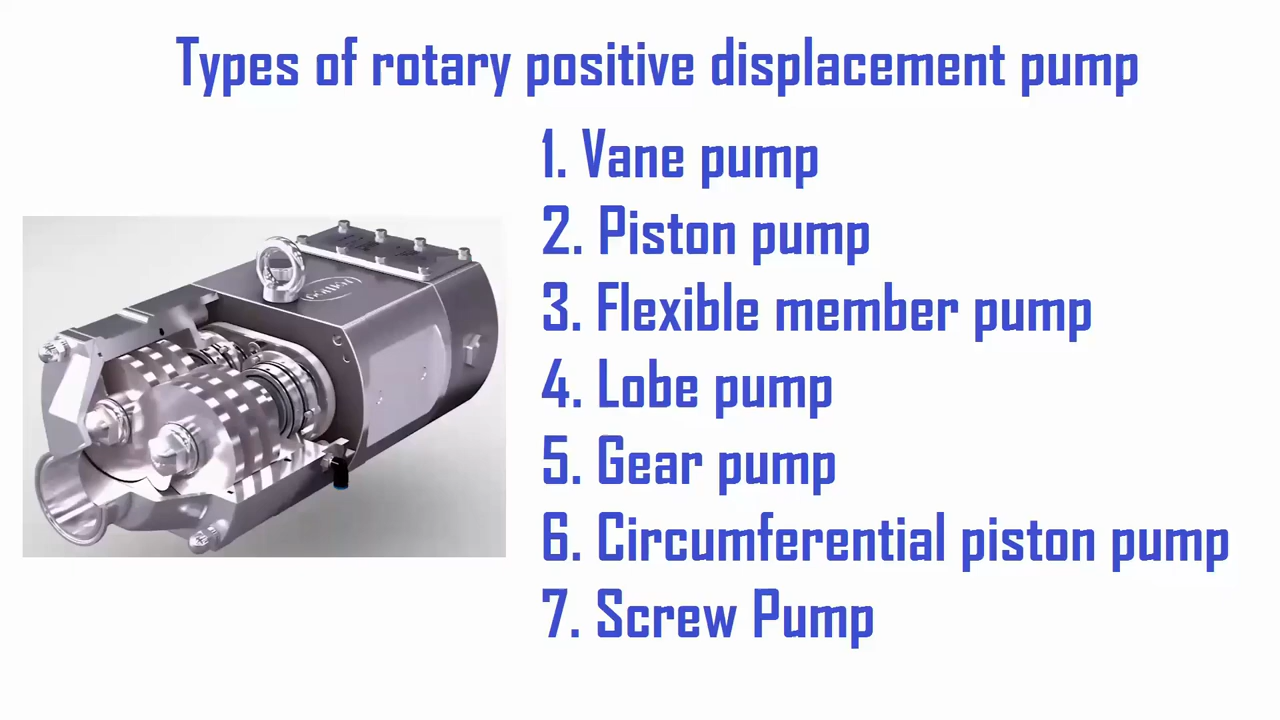 Types of rotary positive displacement pump
1. Vane pump
2. Piston pump
3. Flexible member pump
4. Lobe pump
5. Gear pump
6. Circumferential piston pump
7. Screw Pump